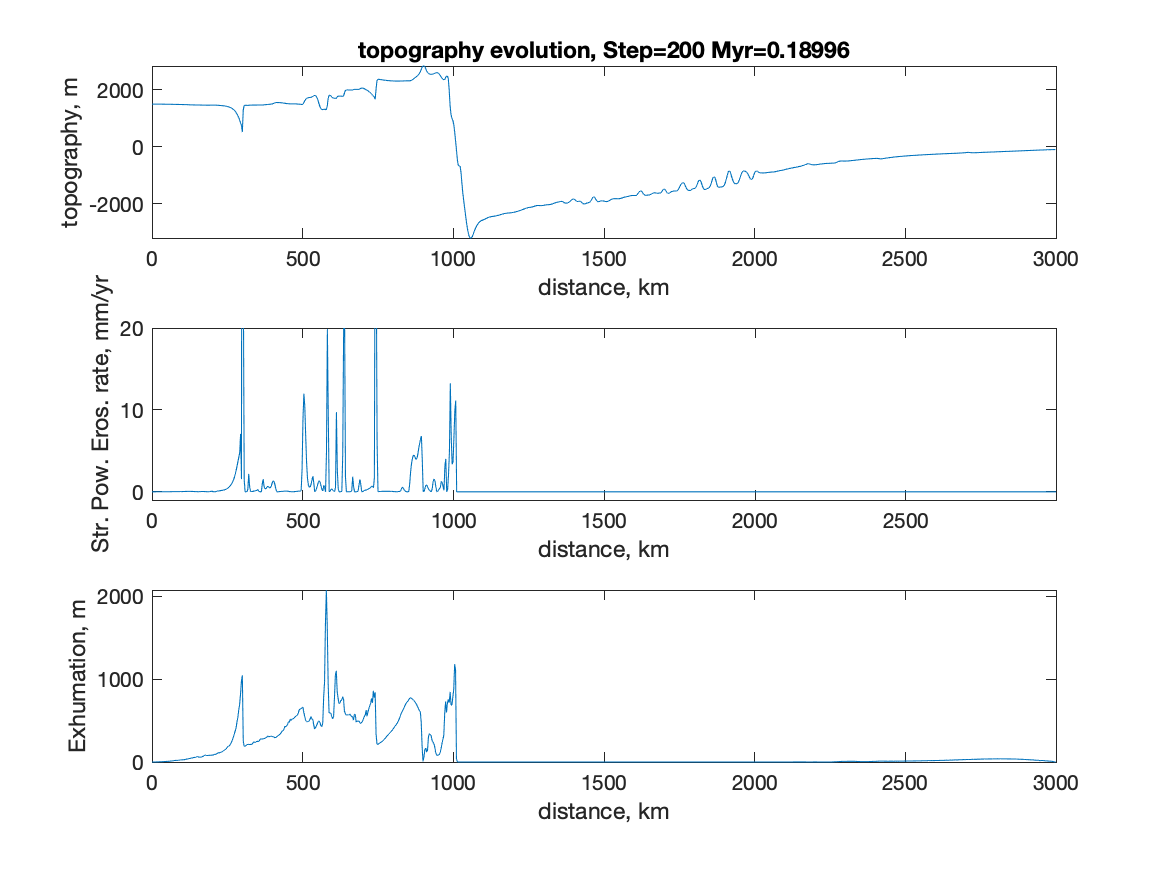 topography evolution, Step=200 Myr=0.18996
topography, m
2000
0
-2000
0 500 1000 1500 2000 2500 3000
distance, km
Str. Pow. Eros. rate, mm/yr
20
10
0
0 500 1000 1500 2000 2500
distance, km
Exhumation, m
2000
1000
0
0 500 1000 1500 2000 2500 3000
distance, km